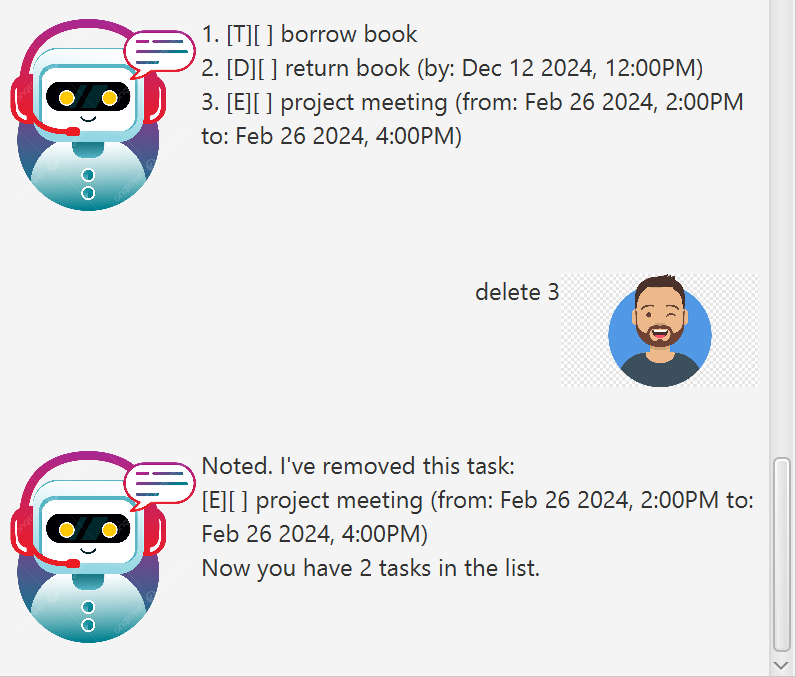 1. [T][ ] borrow book
2. [D][ ] return book (by: Dec 12 2024, 12:00PM)
3. [E][ ] project meeting (from: Feb 26 2024, 2:00PM
to: Feb 26 2024, 4:00PM)
delete 3
Noted. I've removed this task:
[E][ ] project meeting (from: Feb 26 2024, 2:00PM to:
Feb 26 2024, 4:00PM)
Now you have 2 tasks in the list.